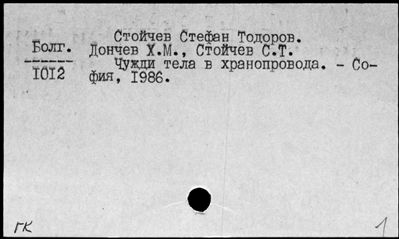 Стойчев Стефан Тодоров.
Болг. Дончев Х.М., Стойчев С.Т.
1012 Чужди тела в хранопровода. – Со-
фия, 1986.
гк 1